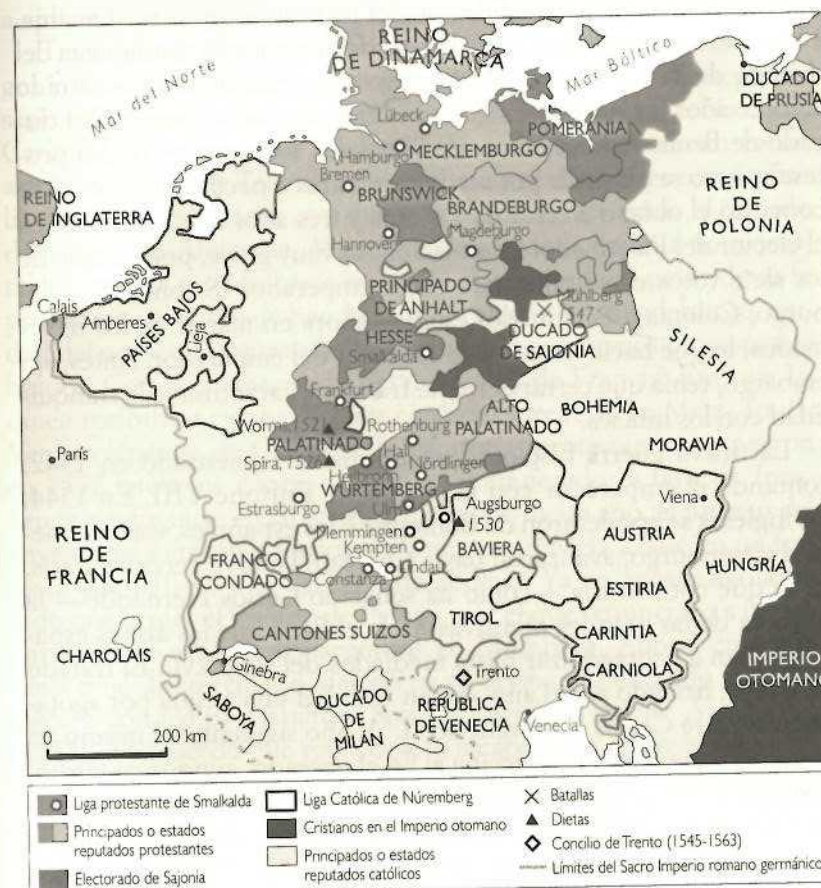 REINO
DE DINAMARCA
Mar del Norte
Mar Báltico
DUCADO
DE PRUSIA
Lübeck
POMERANIA
Hamburgo
MECKLEMBURGO
Bremen
REINO
DE INGLATERRA
BRUNSWICK
BRANDEBURGO
REINO
DE
POLONIA
Hannover
Magdeburgo
PRINCIPADO
DE ANHALT
Mühlberg
1547
Calais
Amberes
PAÍSES BAJOS
Lieja
HESSE
Smalkalda
DUCADO
DE SAJONIA
SILESIA
Frankfurt
ALTO
PALATINADO
BOHEMIA
Worms, 1521
Rothenburg
PALATINADO
MORAVIA
París
Spira, 1526
Hall
Nördlingen
Heilbronn
WURTEMBERG
Estrasburgo
Ulm
Augsburgo
1530
Viena
AUSTRIA
REINO
DE
FRANCIA
Memmingen
BAVIERA
Kempten
HUNGRÍA
FRANCO
CONDADO
Constanza
Lindau
ESTIRIA
TIROL
CARINTIA
CHAROLAIS
CANTONES SUIZOS
CARNIOLA
IMPERIO
OTOMANO
Ginebra
Trento
SABOYA
DUCADO
DE
MILÁN
REPÚBLICA
DE VENECIA
Venecia
0 200 km
Liga protestante de Smalkalda
Principados o estados
reputados protestantes
Electorado de Sajonia
Liga Católica de Núremberg
Cristianos en el Imperio otomano
Principados o estados
reputados católicos
Batallas
Dietas
Concilio de Trento (1545-1563)
Límites del Sacro Imperio romano germánico